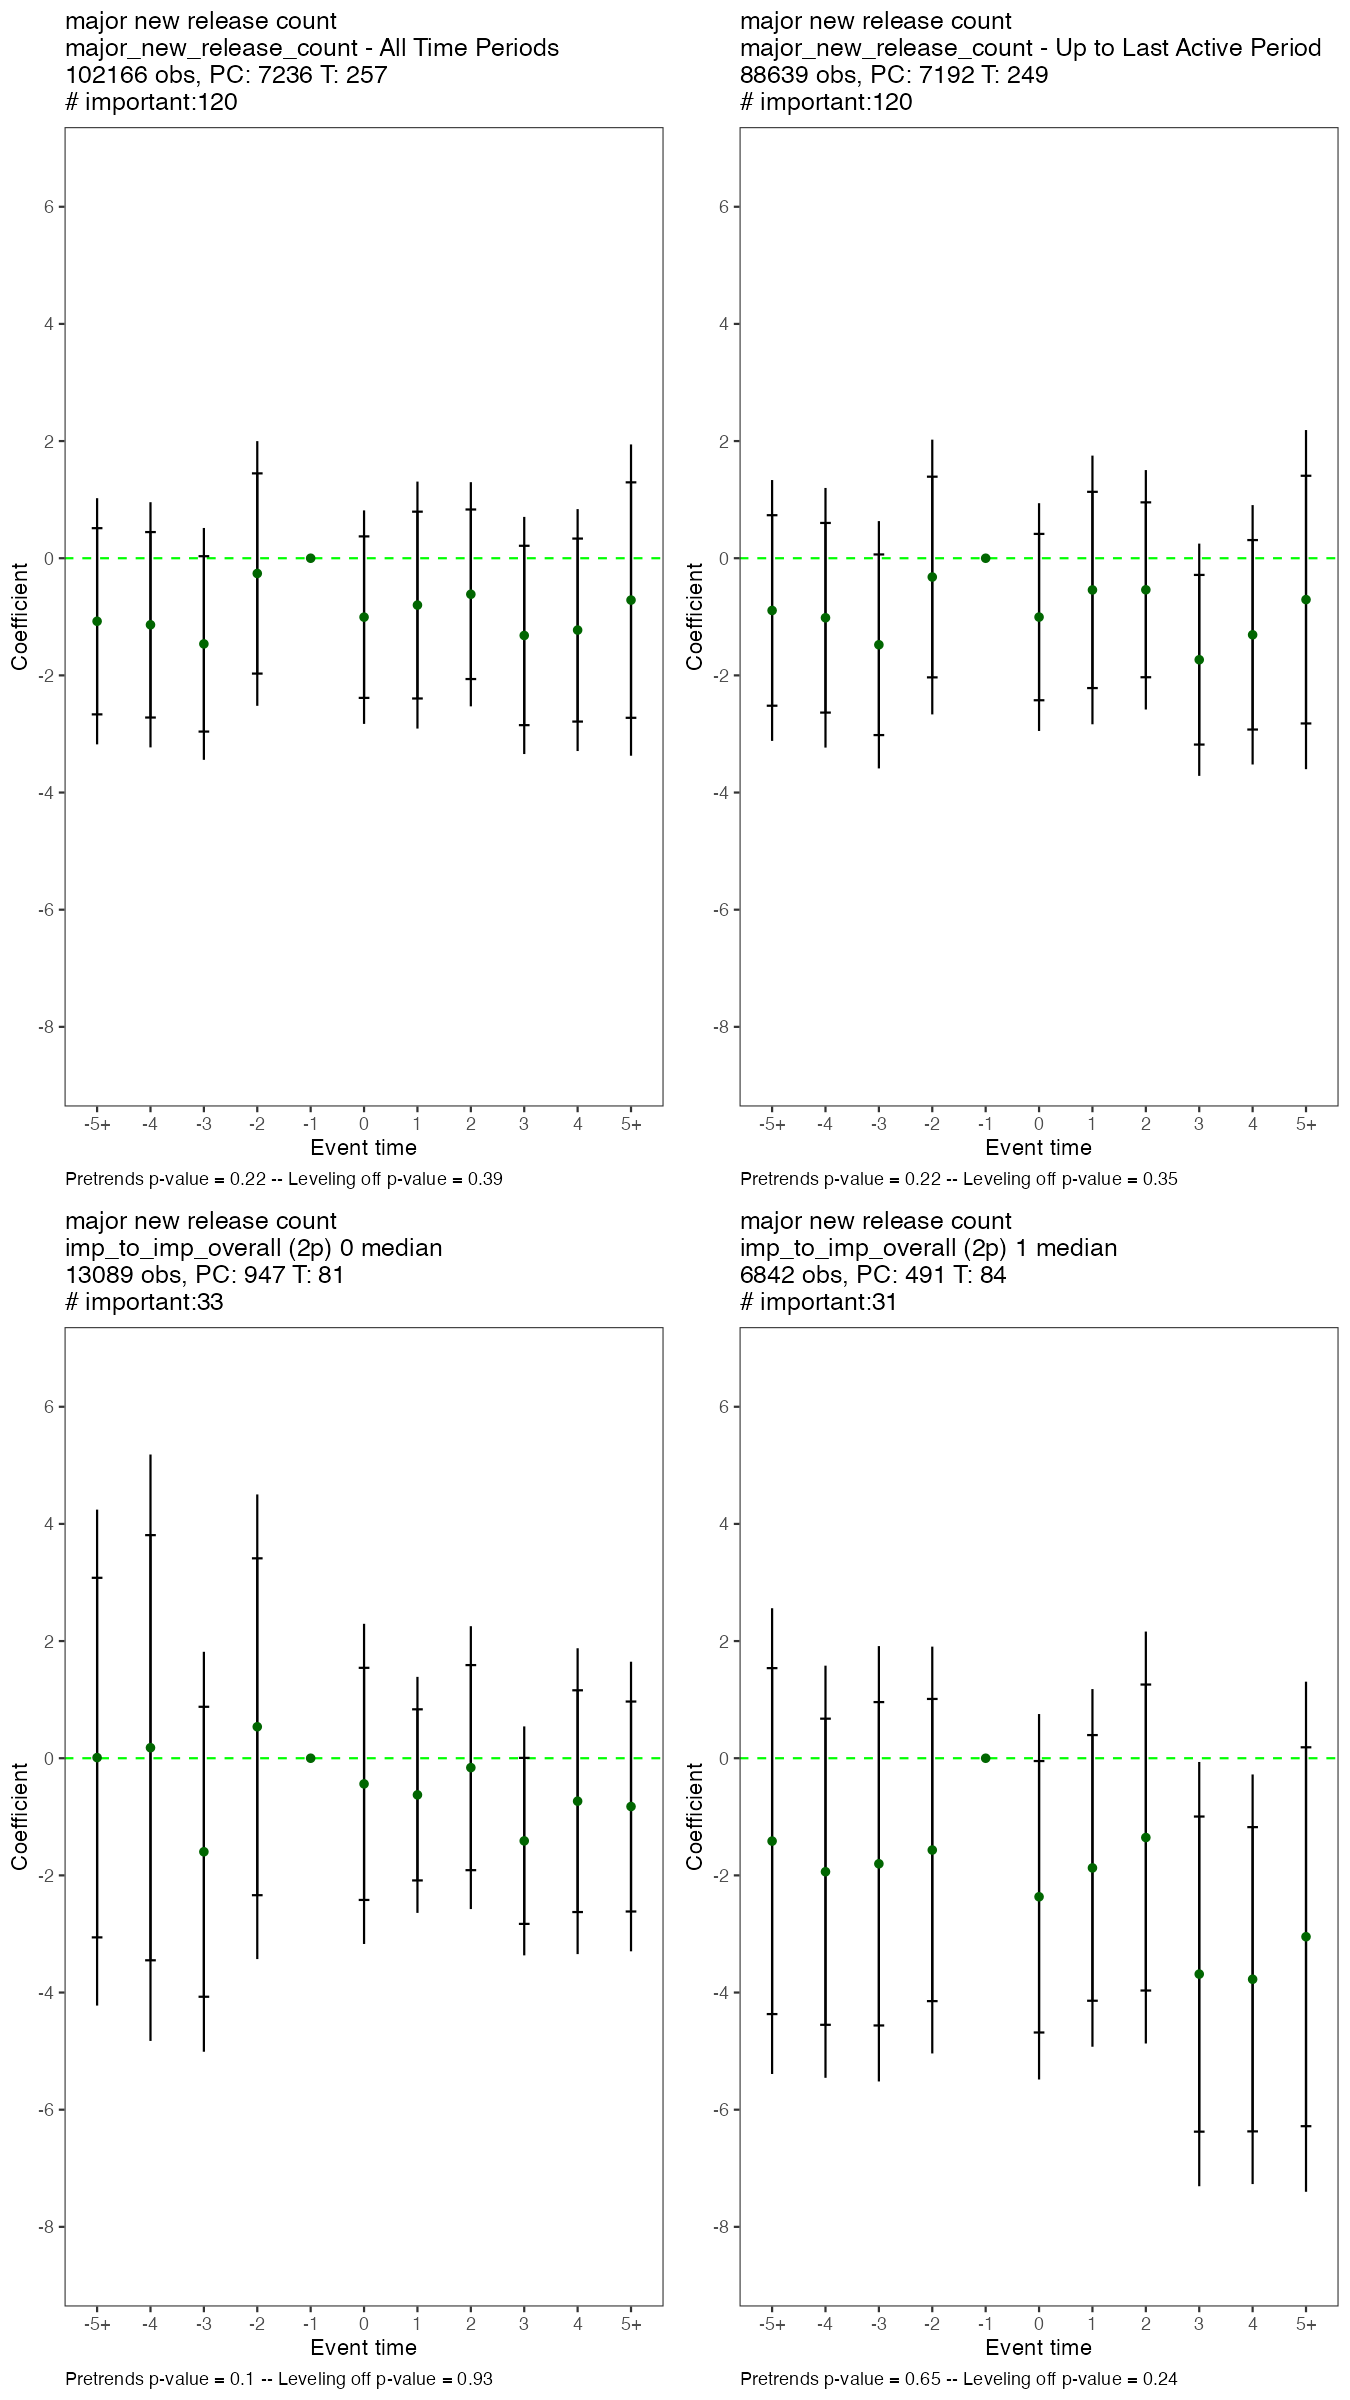 major new release count
major_new_release_count - All Time Periods
102166 obs, PC: 7236 T: 257
# important:120
Coefficient
6
4
2
0
-2
-4
-6
-8
-5+ -4 -3 -2 -1 0 1 2 3 4 5+
Event time
Pretrends p-value = 0.22 -- Leveling off p-value = 0.39
major new release count
major_new_release_count - Up to Last Active Period
88639 obs, PC: 7192 T: 249
# important:120
Coefficient
6
4
2
0
-2
-4
-6
-8
-5+ -4 -3 -2 -1 0 1 2 3 4 5+
Event time
Pretrends p-value = 0.22 -- Leveling off p-value = 0.35
major new release count
imp_to_imp_overall (2p) 0 median
13089 obs, PC: 947 T: 81
# important:33
Coefficient
6
4
2
0
-2
-4
-6
-8
-5+ -4 -3 -2 -1 0 1 2 3 4 5+
Event time
Pretrends p-value = 0.1 -- Leveling off p-value = 0.93
major new release count
imp_to_imp_overall (2p) 1 median
6842 obs, PC: 491 T: 84
# important:31
Coefficient
6
4
2
0
-2
-4
-6
-8
-5+ -4 -3 -2 -1 0 1 2 3 4 5+
Event time
Pretrends p-value = 0.65 -- Leveling off p-value = 0.24